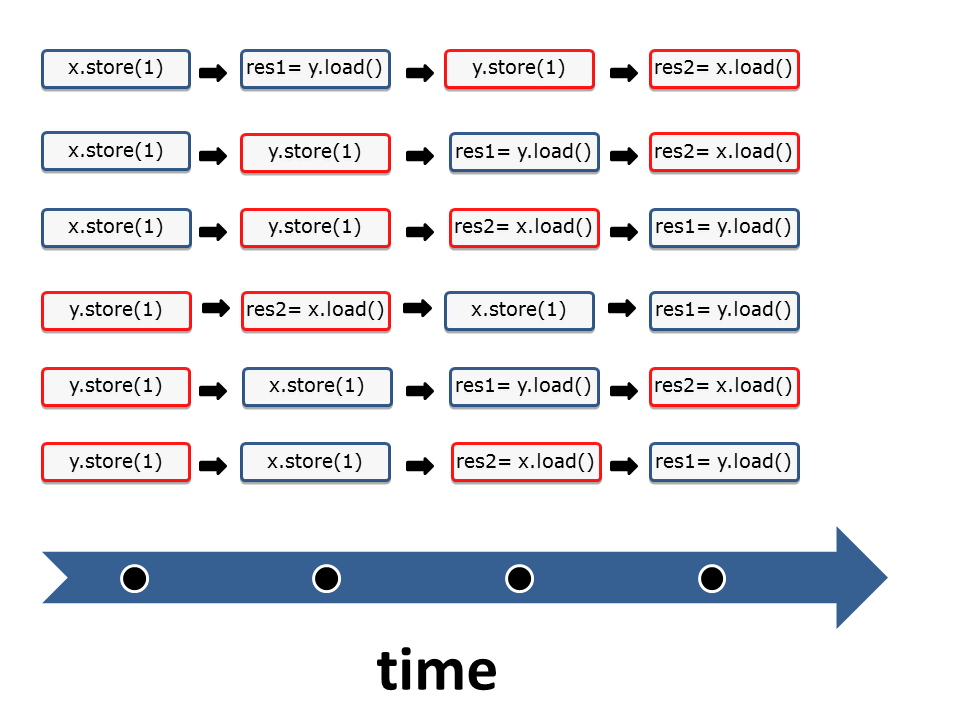 x.store(1) res1= y.load() y.store(1) res2= x.load()
x.store(1) y.store(1) res1= y.load() res2= x.load()
x.store(1) y.store(1) res2= x.load() res1= y.load()
y.store(1) res2= x.load() x.store(1) res1= y.load()
y.store(1) x.store(1) res1= y.load() res2= x.load()
y.store(1) x.store(1) res2= x.load() res1= y.load()
time